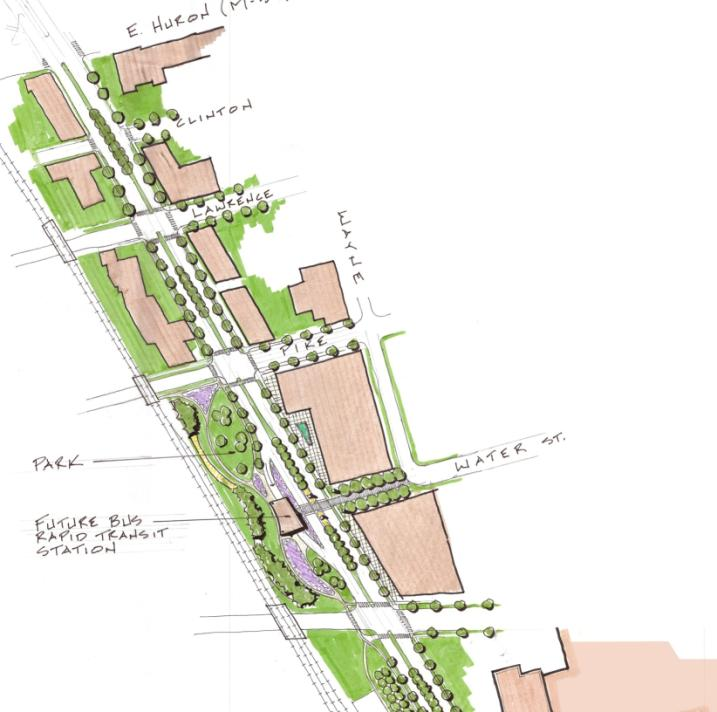 E. HURON
CLINTON
LAWRENCE
WAYNE
PIKE
WATER ST.
PARK
FUTURE BUS
RAPID TRANSIT
STATION